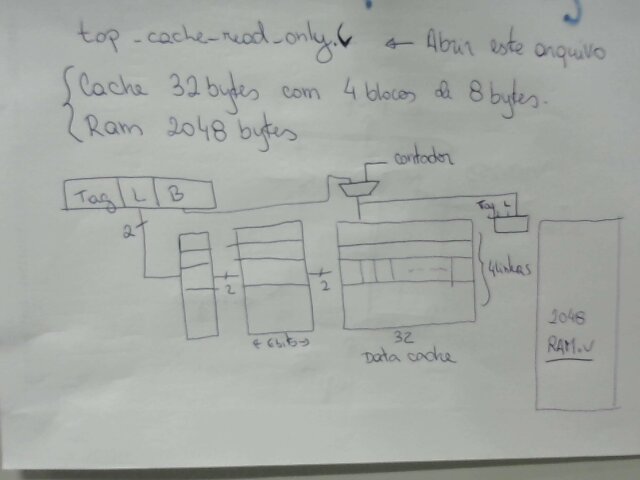 top_cache_read_only.v ← Abrir este arquivo
Cache 32 bytes com 4 blocos de 8 bytes.
Ram 2048 bytes
contador
Tag L B
Tag L
2
4 linhas
2
2
2048
RAM.v
6 bits
32
Data cache